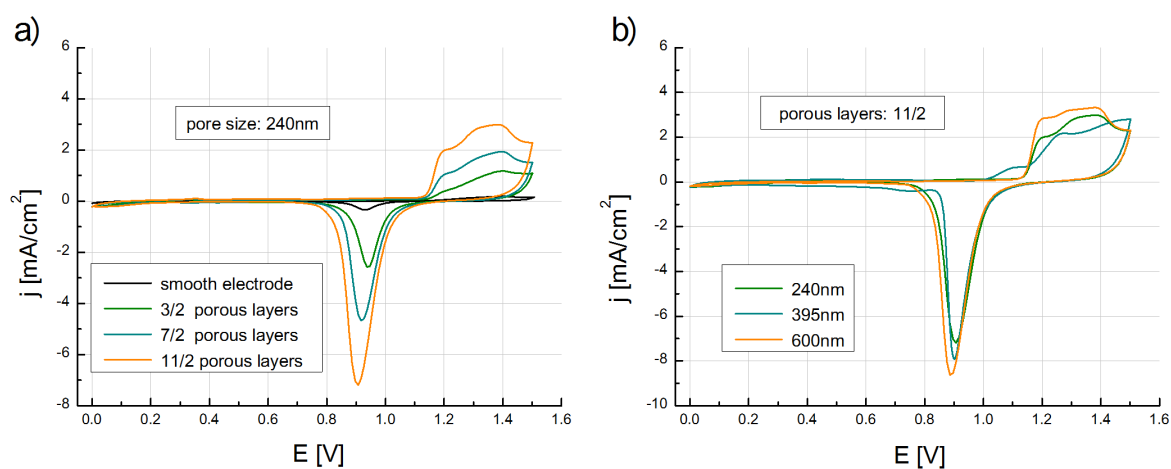 a)
6
4
2
0
-2
-4
-6
-8
j [mA/cm²]
pore size: 240nm
smooth electrode
3/2 porous layers
7/2 porous layers
11/2 porous layers
0.0 0.2 0.4 0.6 0.8 1.0 1.2 1.4 1.6
E [V]
b)
6
4
2
0
-2
-4
-6
-8
-10
j [mA/cm²]
porous layers: 11/2
240nm
395nm
600nm
0.0 0.2 0.4 0.6 0.8 1.0 1.2 1.4 1.6
E [V]